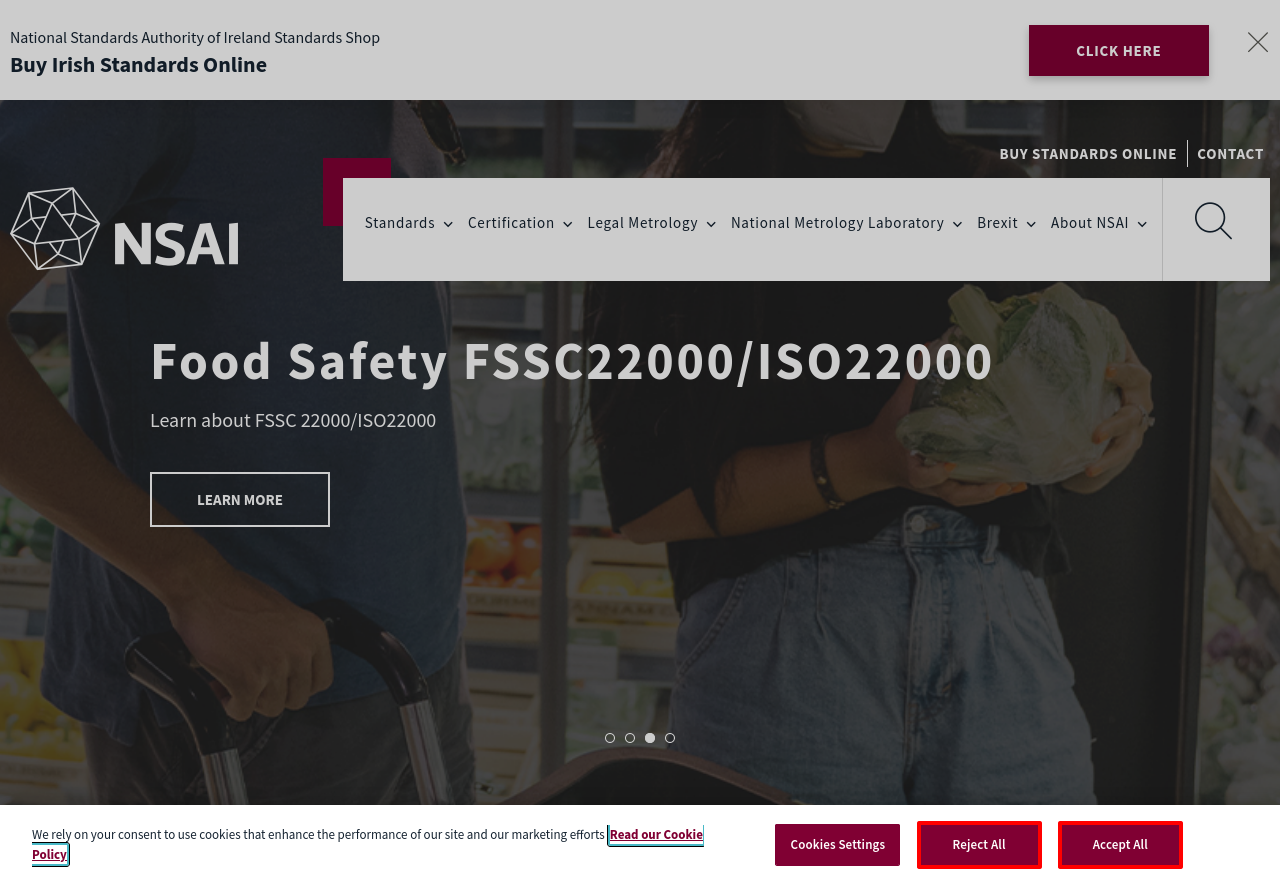 National Standards Authority of Ireland Standards Shop
Buy Irish Standards Online
CLICK HERE
BUY STANDARDS ONLINE
CONTACT
NSAI
Standards
Certification
Legal Metrology
National Metrology Laboratory
Brexit
About NSAI
Food Safety FSSC22000/ISO22000
Learn about FSSC 22000/ISO22000
LEARN MORE
We rely on your consent to use cookies that enhance the performance of our site and our marketing efforts Read our Cookie
Policy
Cookies Settings
Reject All
Accept All